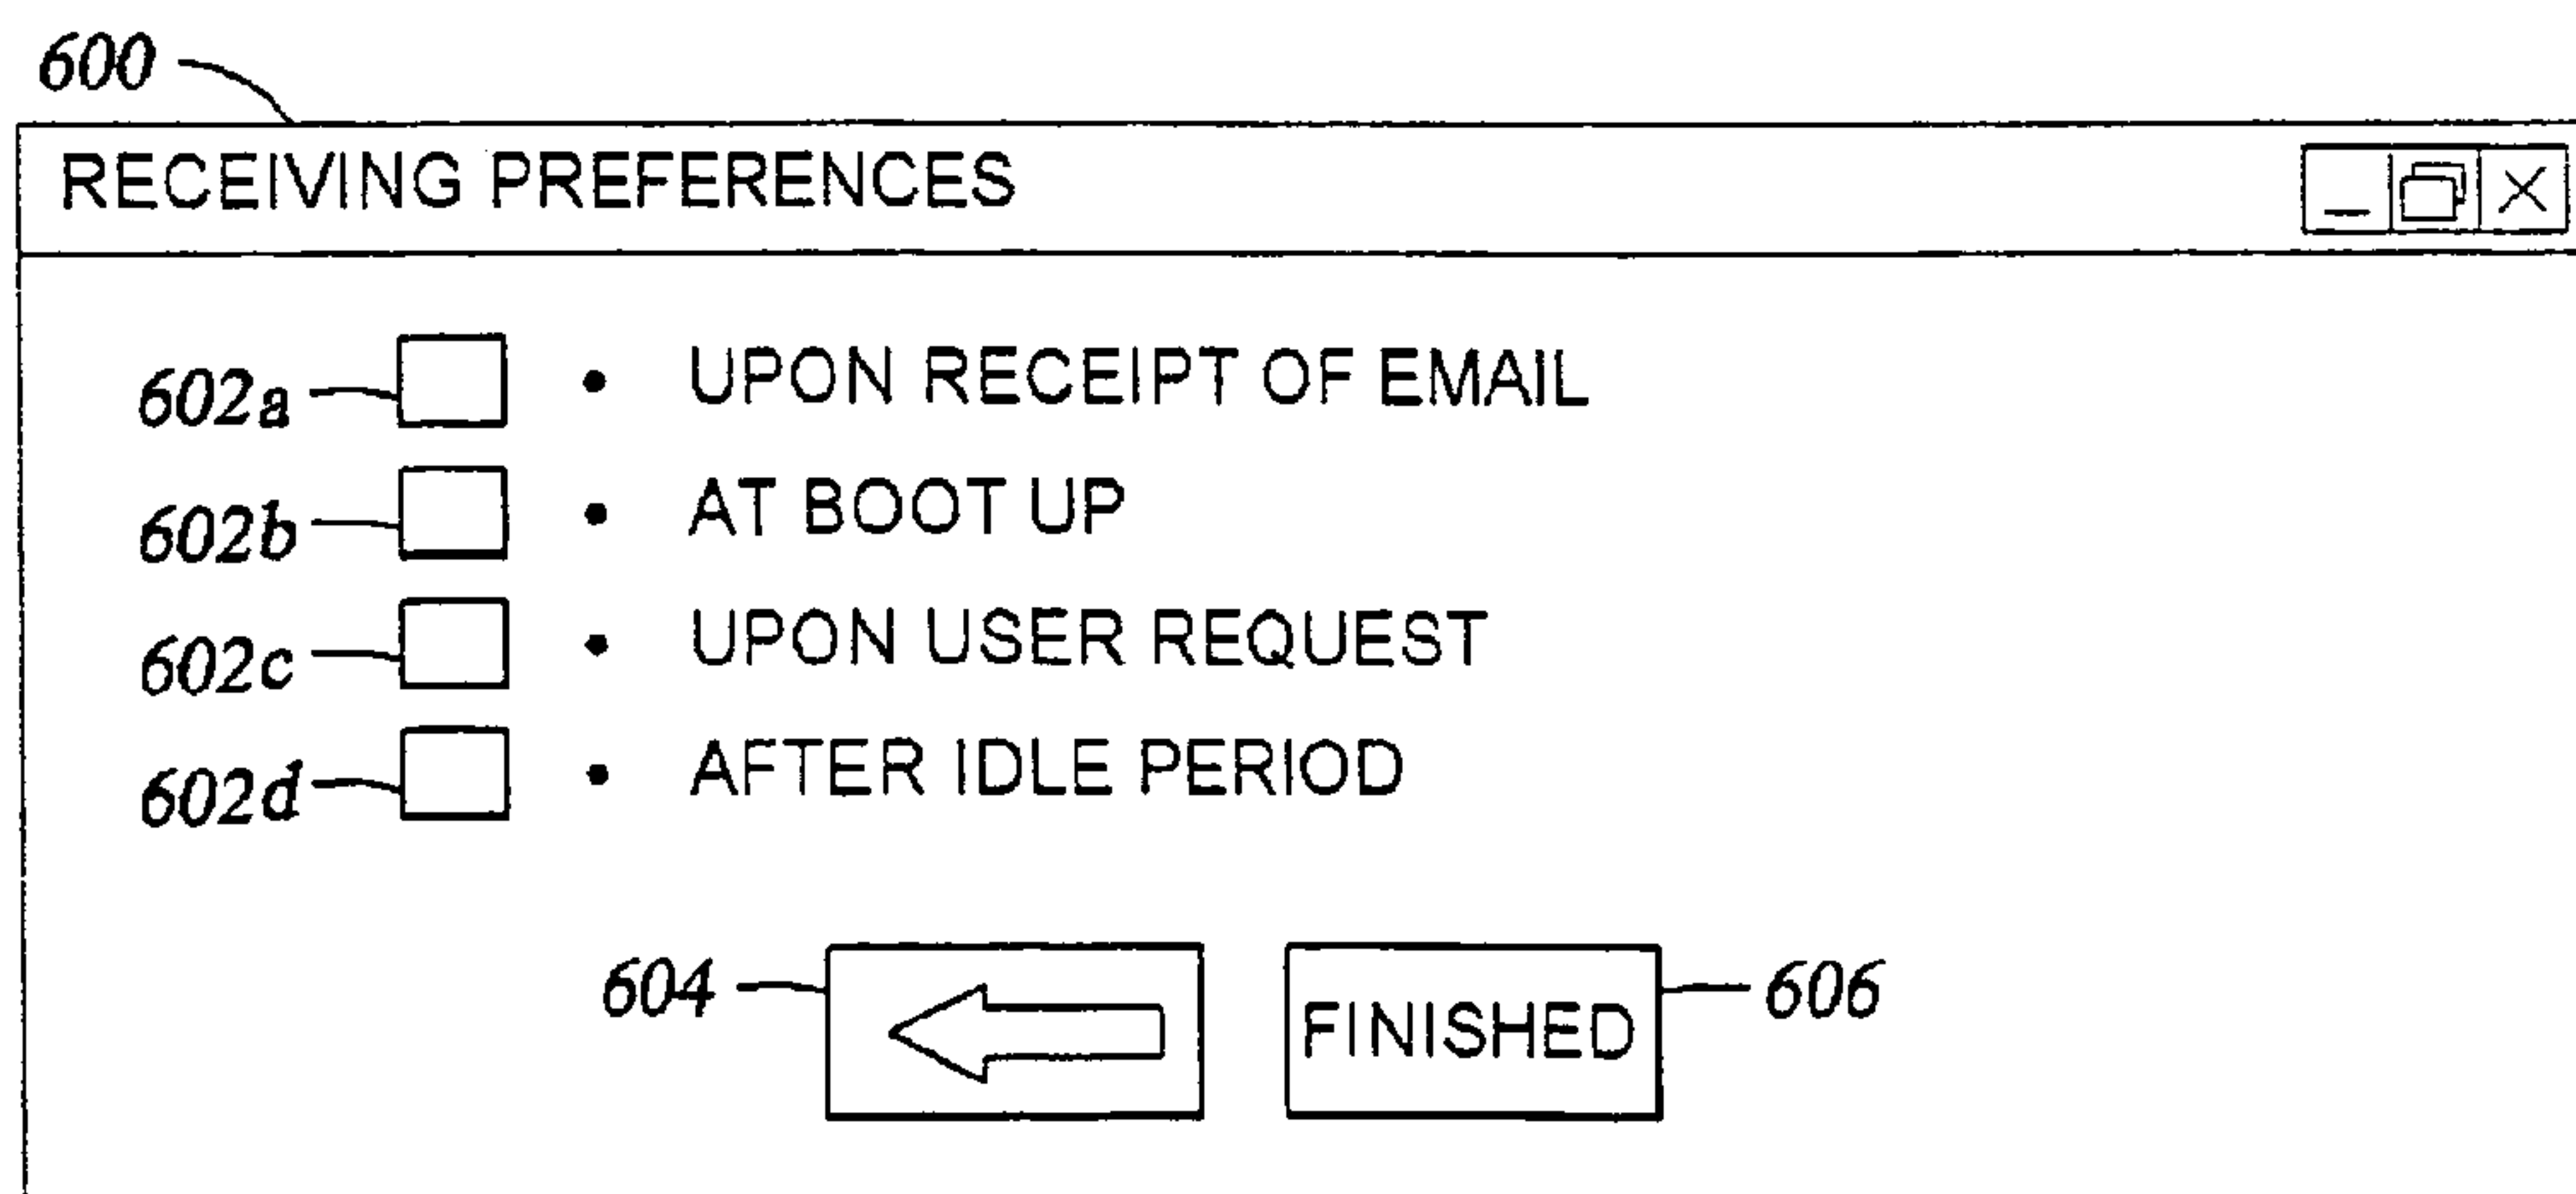 600
RECEIVING PREFERENCES
602a • UPON RECEIPT OF EMAIL
602b • AT BOOT UP
602c • UPON USER REQUEST
602d • AFTER IDLE PERIOD
604 FINISHED 606